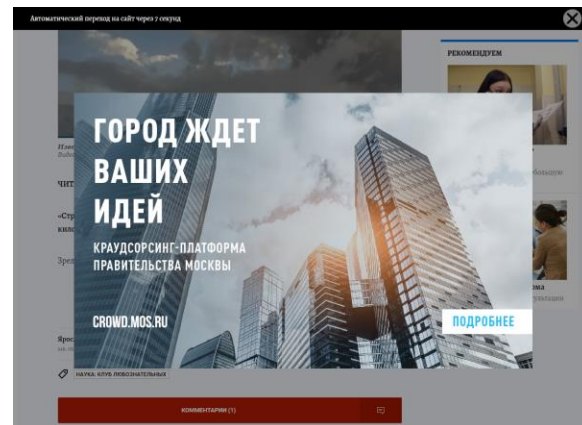 Автоматический переход на сайт через 7 секунд
РЕКОМЕНДУЕМ
ГОРОД ЖДЕТ
ВАШИХ
ИДЕЙ
КРАУДСОРСИНГ-ПЛАТФОРМА
ПРАВИТЕЛЬСТВА МОСКВЫ
CROWD.MOS.RU
ПОДРОБНЕЕ
НАУКА: КЛУБ ЛЮБОЗНАТЕЛЬНЫХ
КОММЕНТАРИИ (1)